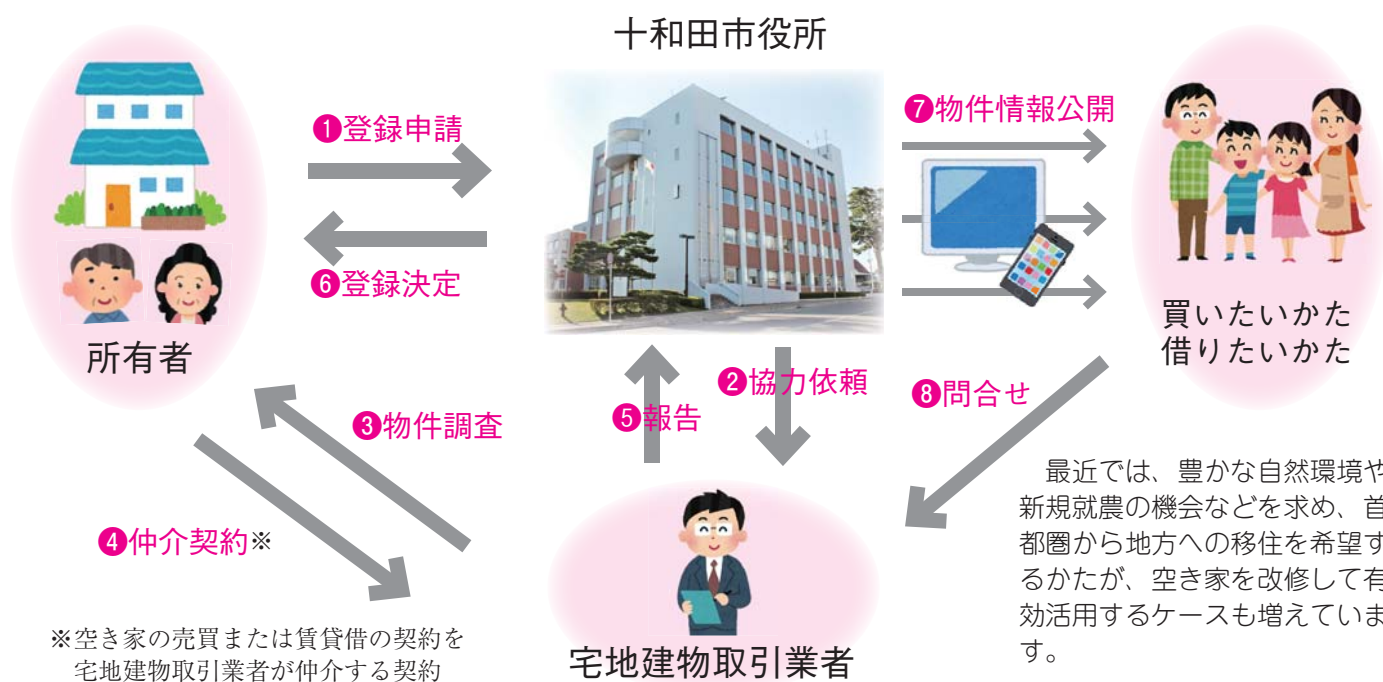 十和田市役所
❶登録申請
❻登録決定
❼物件情報公開
所有者
買いたいかた
借りたいかた
❸物件調査
❺報告
❷協力依頼
❽問合せ
❹仲介契約※
※空き家の売買または賃貸借の契約を
宅地建物取引業者が仲介する契約
宅地建物取引業者
最近では、豊かな自然環境や
新規就農の機会などを求め、首
都圏から地方への移住を希望す
るかたが、空き家を改修して有
効活用するケースも増えていま
す。